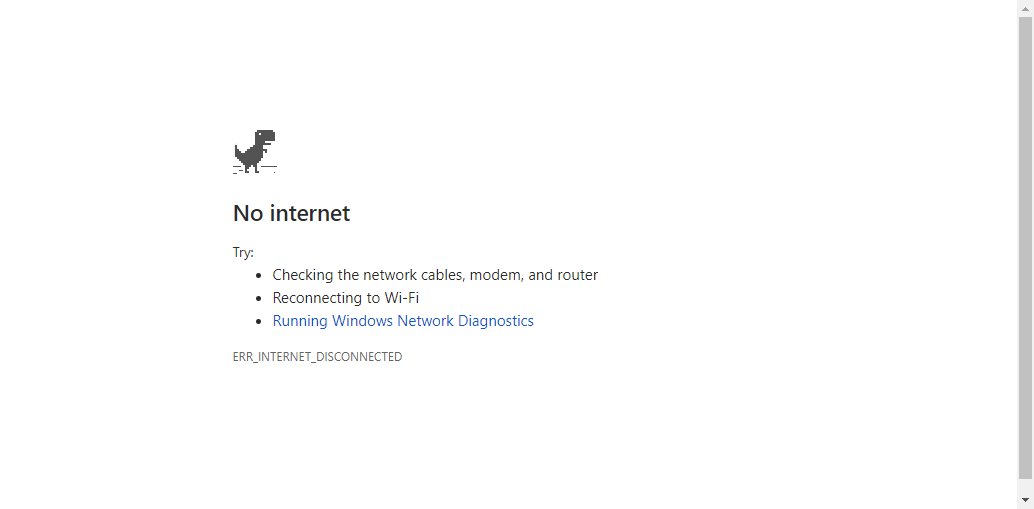 No internet
Try:
Checking the network cables, modem, and router
Reconnecting to Wi-Fi
Running Windows Network Diagnostics
ERR_INTERNET_DISCONNECTED